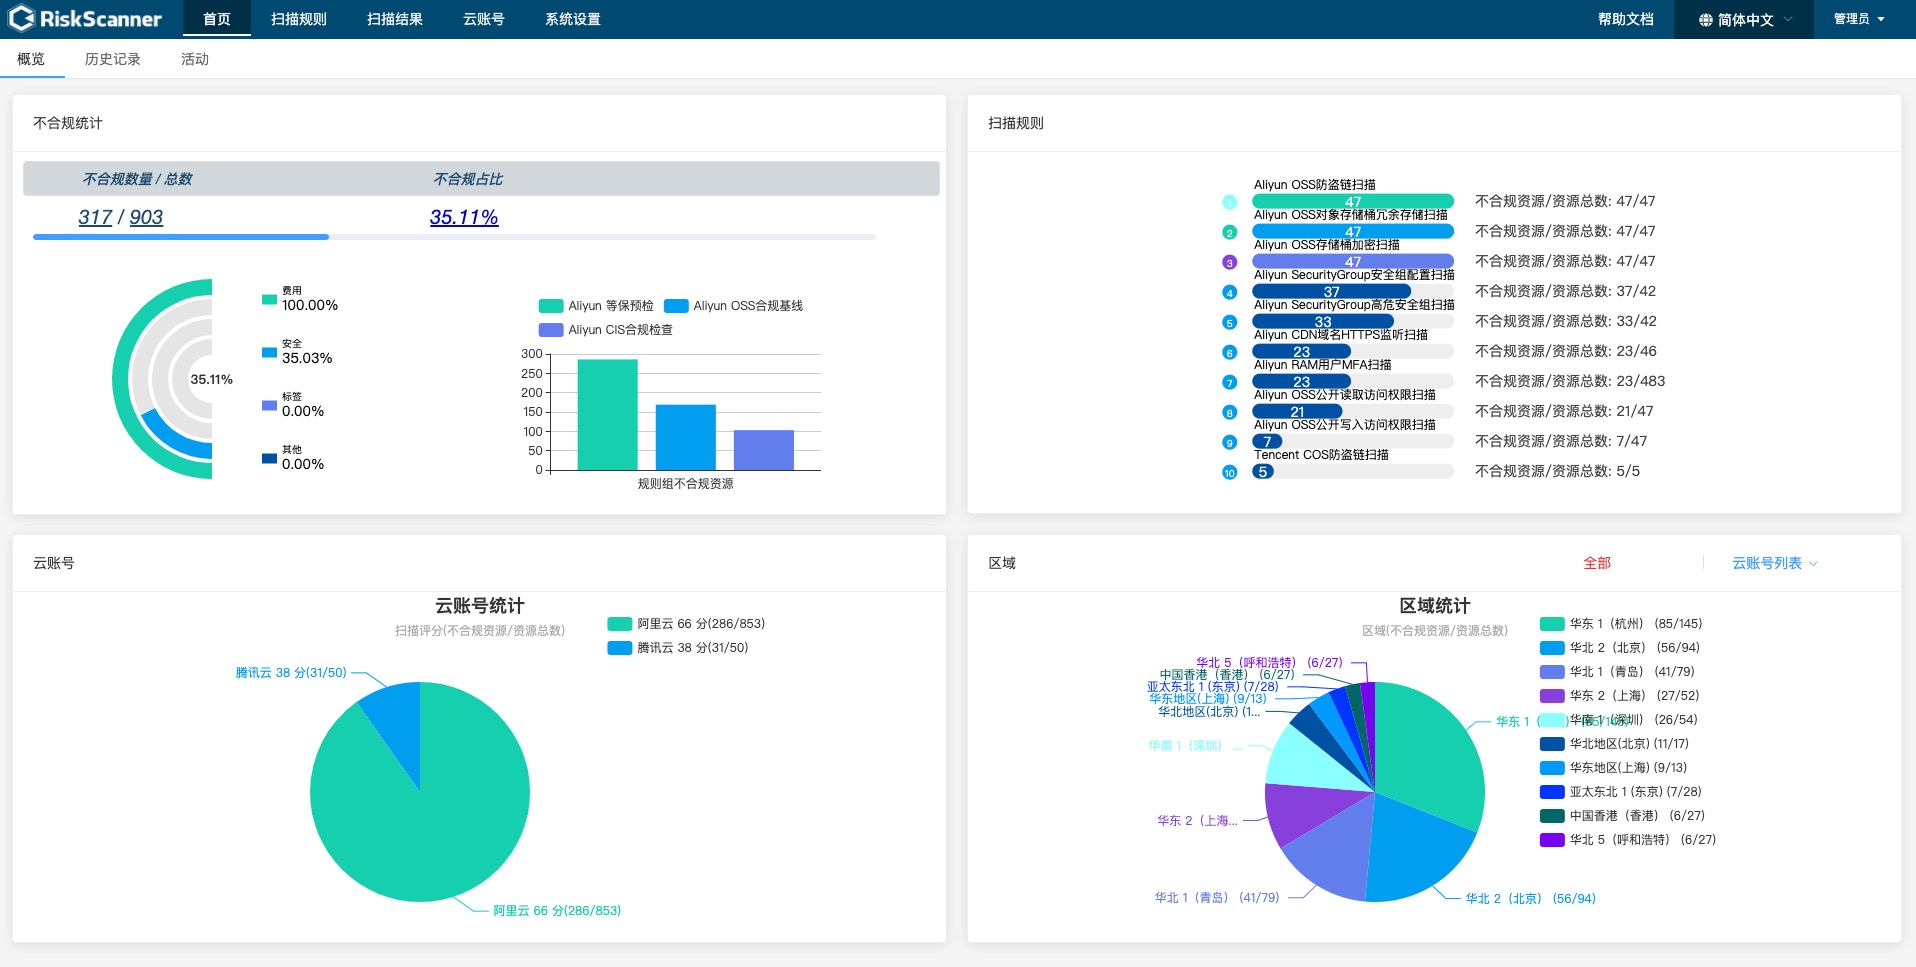 RiskScanner 首页 扫描规则 扫描结果 云账号 系统设置 帮助文档 简体中文 管理员
概览 历史记录 活动
不合规统计
不合规数量 / 总数 不合规占比
317 / 903 35.11%
费用
100.00%
安全
35.03%
标签
0.00%
其他
0.00%
35.11%
Aliyun 等保预检 Aliyun OSS合规基线
Aliyun CIS合规检查
300
250
200
150
100
50
0
规则组不合规资源
扫描规则
Aliyun OSS防盗链扫描
1 47 不合规资源/资源总数: 47/47
Aliyun OSS对象存储桶冗余存储扫描
2 47 不合规资源/资源总数: 47/47
Aliyun OSS存储桶加密扫描
3 47 不合规资源/资源总数: 47/47
Aliyun SecurityGroup安全组配置扫描
4 37 不合规资源/资源总数: 37/42
Aliyun SecurityGroup高危安全组扫描
5 33 不合规资源/资源总数: 33/42
Aliyun CDN域名HTTPS监听扫描
6 23 不合规资源/资源总数: 23/46
Aliyun RAM用户MFA扫描
7 23 不合规资源/资源总数: 23/483
Aliyun OSS公开读取访问权限扫描
8 21 不合规资源/资源总数: 21/47
Aliyun OSS公开写入访问权限扫描
9 7 不合规资源/资源总数: 7/47
Tencent COS防盗链扫描
10 5 不合规资源/资源总数: 5/5
云账号
云账号统计
扫描评分(不合规资源/资源总数)
阿里云 66 分(286/853)
腾讯云 38 分(31/50)
腾讯云 38 分(31/50)
阿里云 66 分(286/853)
区域 全部 云账号列表
区域统计
区域(不合规资源/资源总数)
华东 1（杭州） (85/145)
华北 2（北京） (56/94)
华北 1（青岛） (41/79)
华东 2（上海） (27/52)
华南 1（深圳） (26/54)
华北地区(北京) (11/17)
华东地区(上海) (9/13)
亚太东北 1 (东京) (7/28)
中国香港（香港） (6/27)
华北 5（呼和浩特） (6/27)
华北 5（呼和浩特） (6/27)
中国香港（香港） (6/27)
亚太东北 1 (东京) (7/28)
华东地区(上海) (9/13)
华北地区(北京) (1...
华南 1（深圳） ...
华东 2（上海...
华北 1（青岛） (41/79)
华北 2（北京） (56/94)
华东 1 (